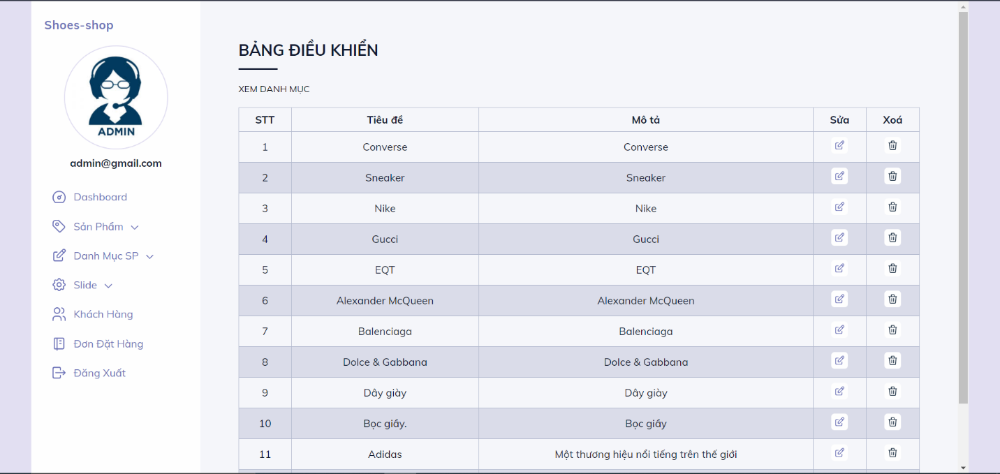 Shoes-shop
ADMIN
admin@gmail.com
Dashboard
Sản Phẩm
Danh Mục SP
Slide
Khách Hàng
Đơn Đặt Hàng
Đăng Xuất
BẢNG ĐIỀU KHIỂN
XEM DANH MỤC
STT Tiêu đề Mô tả Sửa Xoá
1 Converse Converse
2 Sneaker Sneaker
3 Nike Nike
4 Gucci Gucci
5 EQT EQT
6 Alexander McQueen Alexander McQueen
7 Balenciaga Balenciaga
8 Dolce & Gabbana Dolce & Gabbana
9 Dây giày Dây giày
10 Bọc giầy. Bọc giầy
11 Adidas Một thương hiệu nổi tiếng trên thế giới